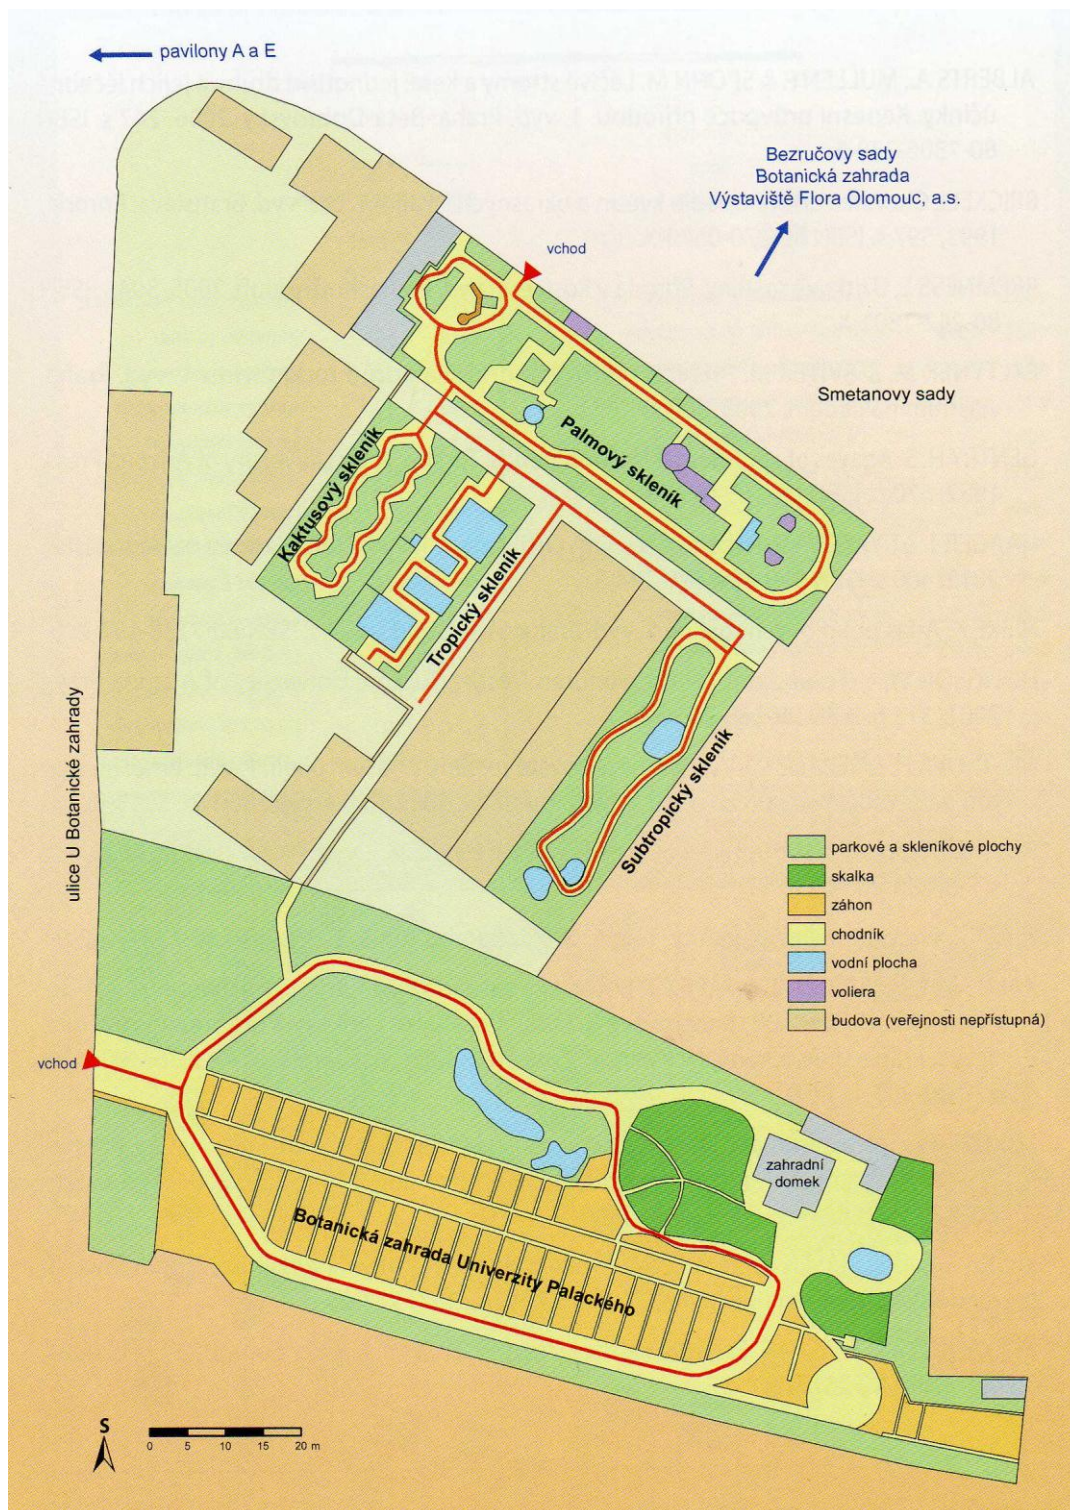 pavilony A a E
Bezručovy sady
Botanická zahrada
Výstaviště Flora Olomouc, a.s.
vchod
Smetanovy sady
Palmový skleník
Kaktusový skleník
Tropický skleník
Subtropický skleník
ulice U Botanické zahrady
parkové a skleníkové plochy
skalka
záhon
chodník
vodní plocha
voliera
budova (veřejnosti nepřístupná)
vchod
zahradní
domek
Botanická zahrada Univerzity Palackého
S
0 5 10 15 20 m